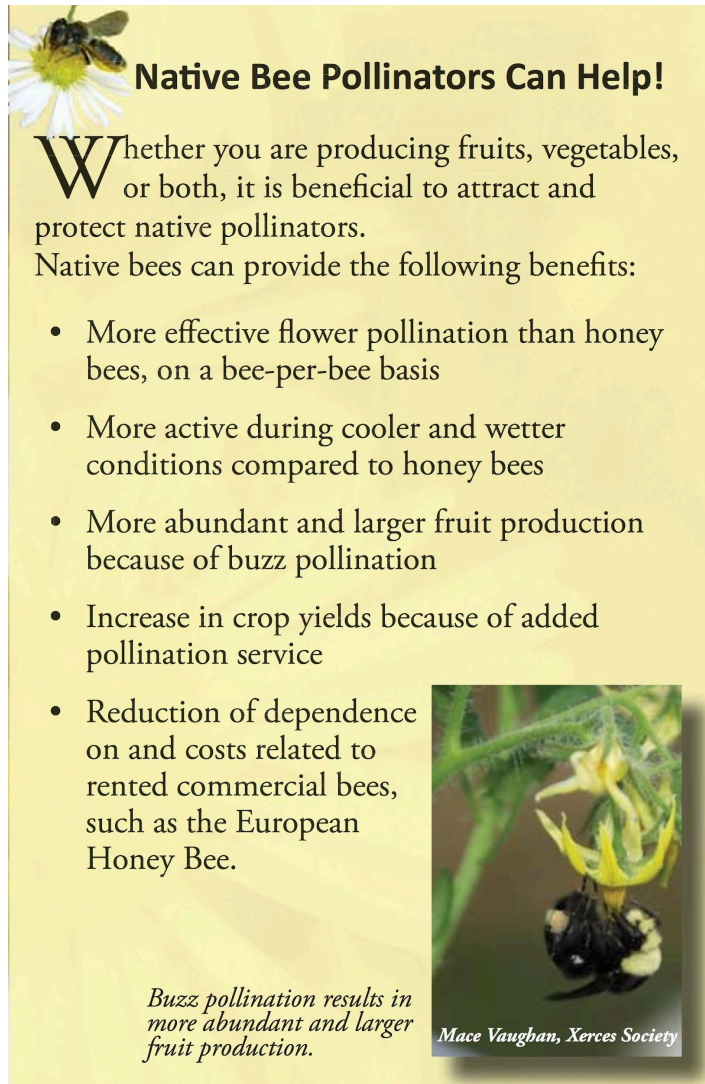 Native Bee Pollinators Can Help!
Whether you are producing fruits, vegetables,
or both, it is beneficial to attract and
protect native pollinators.
Native bees can provide the following benefits:
• More effective flower pollination than honey
bees, on a bee-per-bee basis
• More active during cooler and wetter
conditions compared to honey bees
• More abundant and larger fruit production
because of buzz pollination
• Increase in crop yields because of added
pollination service
• Reduction of dependence
on and costs related to
rented commercial bees,
such as the European
Honey Bee.
Buzz pollination results in
more abundant and larger
fruit production.
Mace Vaughan, Xerces Society